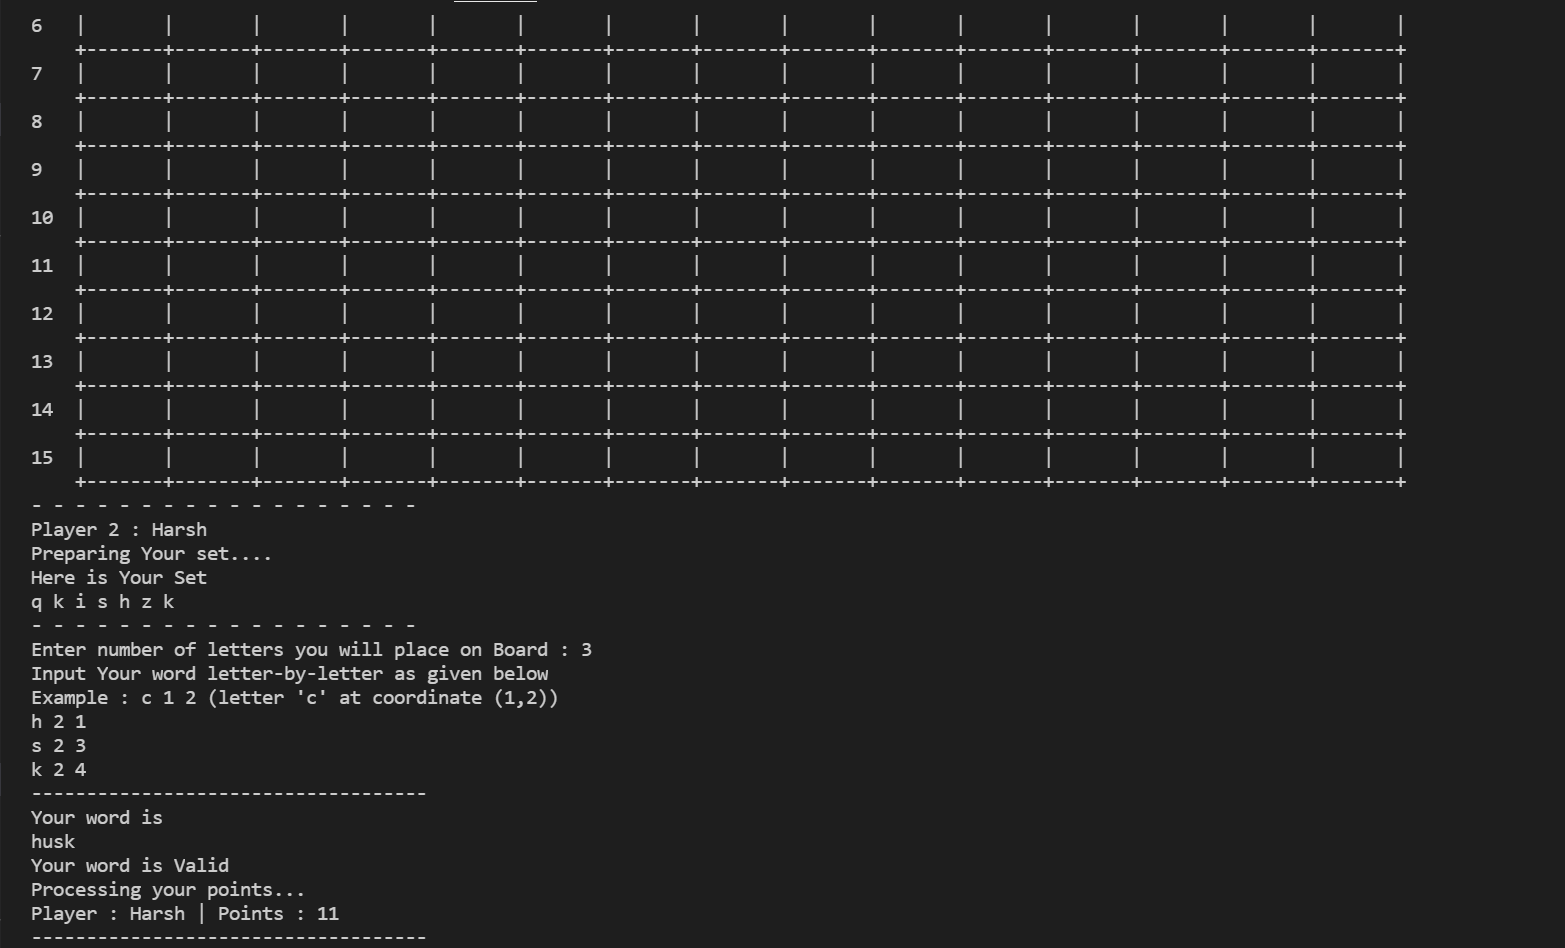 6   |       |       |       |       |       |       |       |       |       |       |       |       |       |       |       |
    +-------+-------+-------+-------+-------+-------+-------+-------+-------+-------+-------+-------+-------+-------+-------+
7   |       |       |       |       |       |       |       |       |       |       |       |       |       |       |       |
    +-------+-------+-------+-------+-------+-------+-------+-------+-------+-------+-------+-------+-------+-------+-------+
8   |       |       |       |       |       |       |       |       |       |       |       |       |       |       |       |
    +-------+-------+-------+-------+-------+-------+-------+-------+-------+-------+-------+-------+-------+-------+-------+
9   |       |       |       |       |       |       |       |       |       |       |       |       |       |       |       |
    +-------+-------+-------+-------+-------+-------+-------+-------+-------+-------+-------+-------+-------+-------+-------+
10  |       |       |       |       |       |       |       |       |       |       |       |       |       |       |       |
    +-------+-------+-------+-------+-------+-------+-------+-------+-------+-------+-------+-------+-------+-------+-------+
11  |       |       |       |       |       |       |       |       |       |       |       |       |       |       |       |
    +-------+-------+-------+-------+-------+-------+-------+-------+-------+-------+-------+-------+-------+-------+-------+
12  |       |       |       |       |       |       |       |       |       |       |       |       |       |       |       |
    +-------+-------+-------+-------+-------+-------+-------+-------+-------+-------+-------+-------+-------+-------+-------+
13  |       |       |       |       |       |       |       |       |       |       |       |       |       |       |       |
    +-------+-------+-------+-------+-------+-------+-------+-------+-------+-------+-------+-------+-------+-------+-------+
14  |       |       |       |       |       |       |       |       |       |       |       |       |       |       |       |
    +-------+-------+-------+-------+-------+-------+-------+-------+-------+-------+-------+-------+-------+-------+-------+
15  |       |       |       |       |       |       |       |       |       |       |       |       |       |       |       |
    +-------+-------+-------+-------+-------+-------+-------+-------+-------+-------+-------+-------+-------+-------+-------+
- - - - - - - - - - - - - - - - - -
Player 2 : Harsh
Preparing Your set....
Here is Your Set
q k i s h z k
- - - - - - - - - - - - - - - - - -
Enter number of letters you will place on Board : 3
Input Your word letter-by-letter as given below
Example : c 1 2 (letter 'c' at coordinate (1,2))
h 2 1
s 2 3
k 2 4
------------------------------------
Your word is
husk
Your word is Valid
Processing your points...
Player : Harsh | Points : 11
------------------------------------